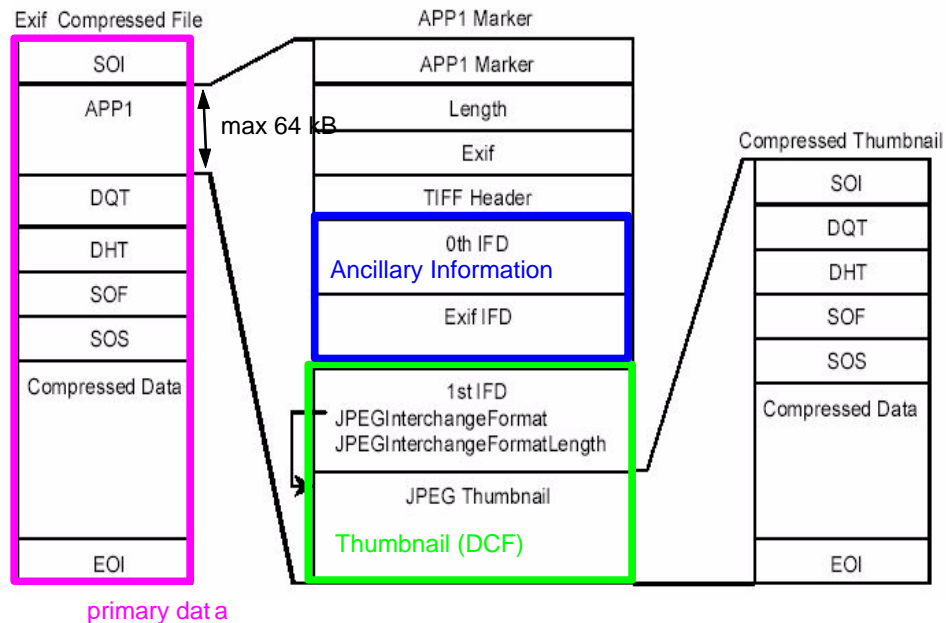 Exif Compressed File
SOI
APP1
max 64 kB
DQT
DHT
SOF
SOS
Compressed Data
EOI
primary data
APP1 Marker
APP1 Marker
Length
Exif
TIFF Header
0th IFD
Ancillary Information
Exif IFD
1st IFD
JPEGInterchangeFormat
JPEGInterchangeFormatLength
JPEG Thumbnail
Thumbnail (DCF)
Compressed Thumbnail
SOI
DQT
DHT
SOF
SOS
Compressed Data
EOI